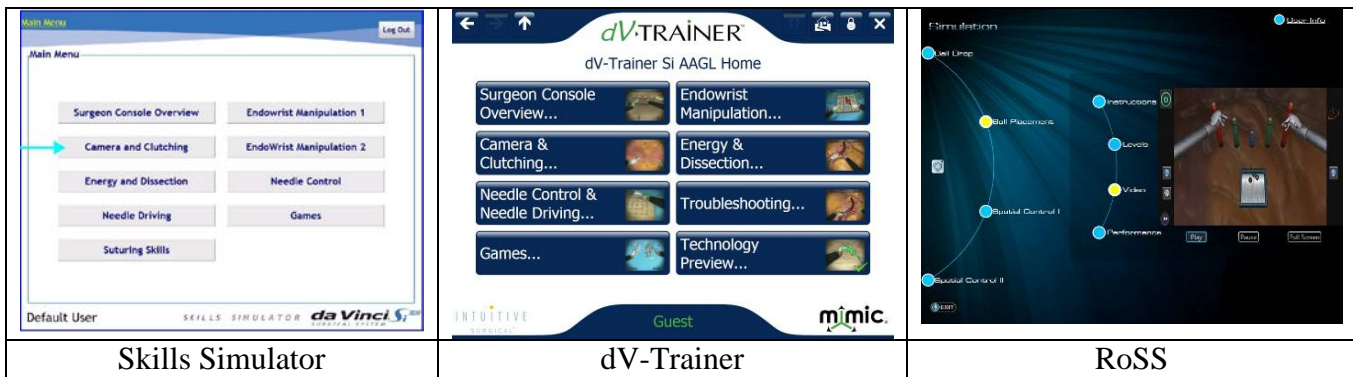 Main Menu
Log Out
Main Menu
Surgeon Console Overview
Endowrist Manipulation 1
Camera and Clutching
EndoWrist Manipulation 2
Energy and Dissection
Needle Control
Needle Driving
Games
Suturing Skills
Default User
SKILLS SIMULATOR da Vinci Si
SURGICAL SYSTEM
dV-TRAINER
dV-Trainer Si AAGL Home
Surgeon Console
Overview...
Endowrist
Manipulation...
Camera &
Clutching...
Energy &
Dissection...
Needle Control &
Needle Driving...
Troubleshooting...
Games...
Technology
Preview...
INTUITIVE
SURGICAL
Guest
mimic
Simulation
User Info
Ball Drop
Instructions
Ball Placement
Levels
Video
Spatial Control I
Performance
Play
Pause
Full Screen
Spatial Control II
EXIT
Skills Simulator
dV-Trainer
RoSS